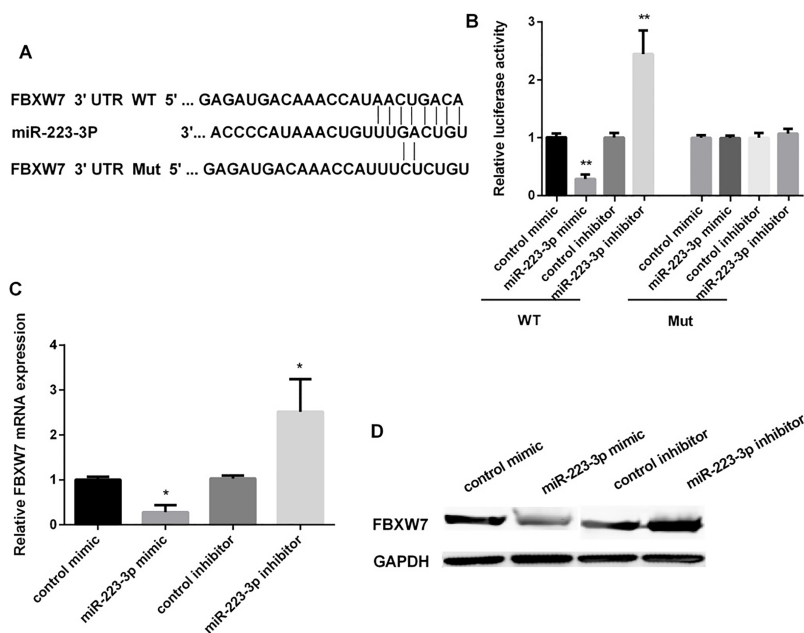 A
FBXW7 3' UTR WT 5' ... GAGAUGACAAACCAUAACUGACA
miR-223-3P 3'... ACCCCAUAAACUGUUUGACUGU
FBXW7 3' UTR Mut 5' ... GAGAUGACAAACCAUUUCUCUGU
B
Relative luciferase activity
3
2
1
0
**
**
control mimic
miR-223-3p mimic
control inhibitor
miR-223-3p inhibitor
control mimic
miR-223-3p mimic
control inhibitor
miR-223-3p inhibitor
WT
Mut
C
Relative FBXW7 mRNA expression
4
3
2
1
0
*
*
control mimic
miR-223-3p mimic
control inhibitor
miR-223-3p inhibitor
D
control mimic
miR-223-3p mimic
control inhibitor
miR-223-3p inhibitor
FBXW7
GAPDH